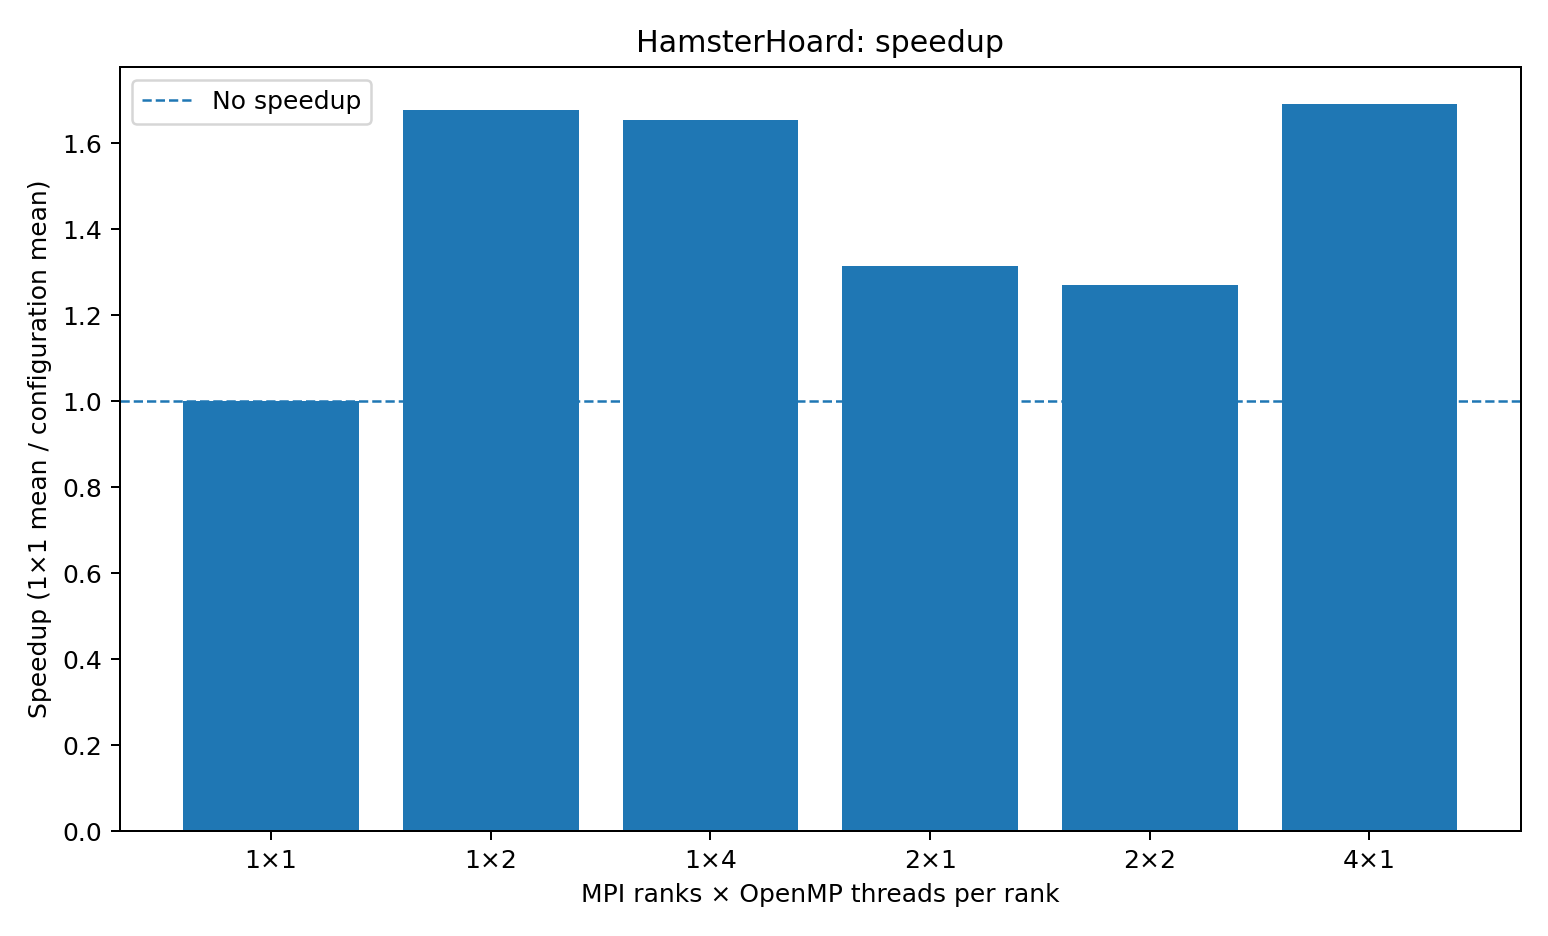 HamsterHoard: speedup
No speedup
Speedup (1×1 mean / configuration mean)
1.6
1.4
1.2
1.0
0.8
0.6
0.4
0.2
0.0
1×1 1×2 1×4 2×1 2×2 4×1
MPI ranks × OpenMP threads per rank